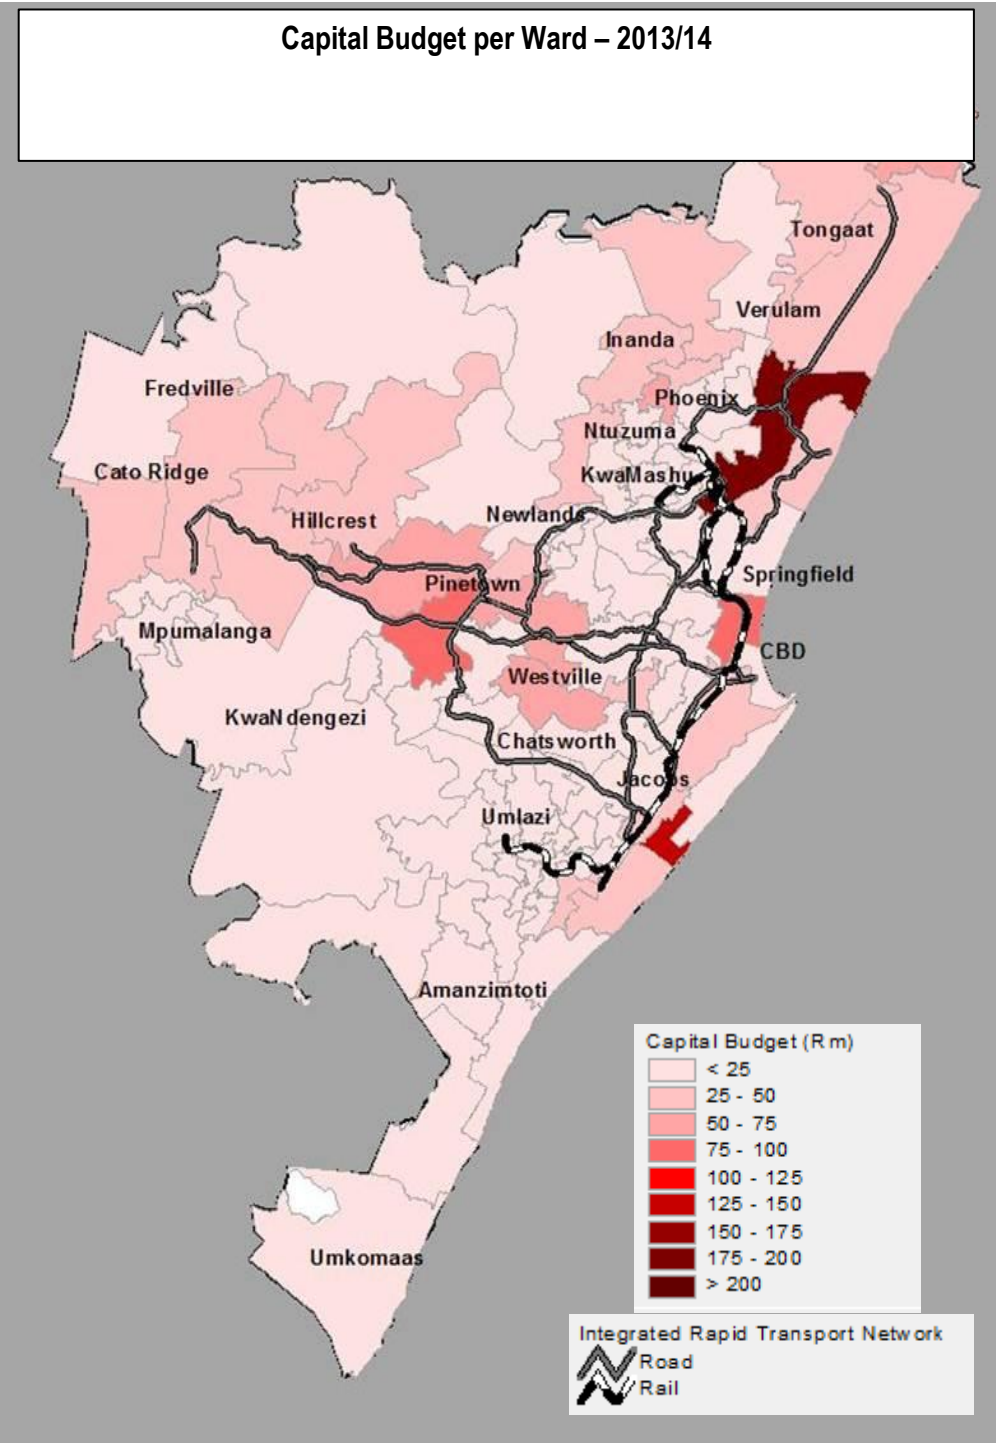 Capital Budget per Ward – 2013/14
Tongaat
Verulam
Inanda
Fredville
Phoenix
Ntuzuma
Cato Ridge
KwaMashu
Hillcrest
Newlands
Springfield
Pinetown
Mpumalanga
CBD
Westville
KwaNdengezi
Chatsworth
Jacobs
Umlazi
Amanzimtoti
Umkomaas
Capital Budget (Rm)
< 25
25 - 50
50 - 75
75 - 100
100 - 125
125 - 150
150 - 175
175 - 200
> 200
Integrated Rapid Transport Network
Road
Rail